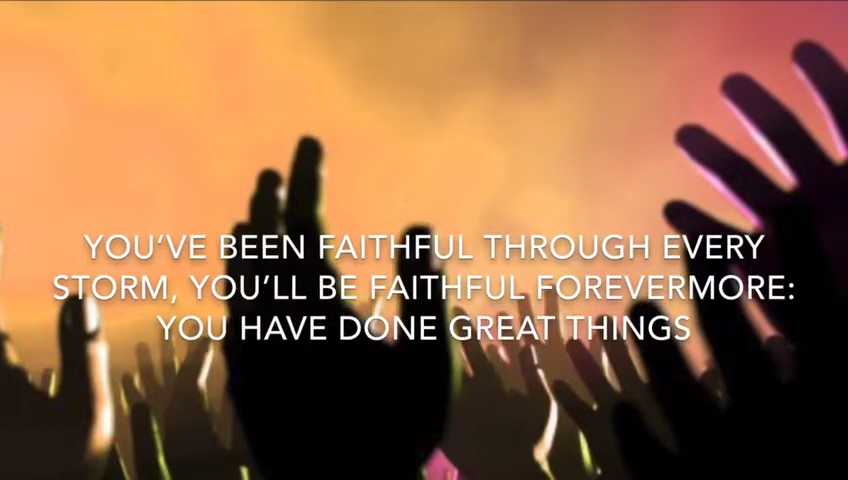 YOU’VE BEEN FAITHFUL THROUGH EVERY
STORM, YOU’LL BE FAITHFUL FOREVERMORE:
YOU HAVE DONE GREAT THINGS